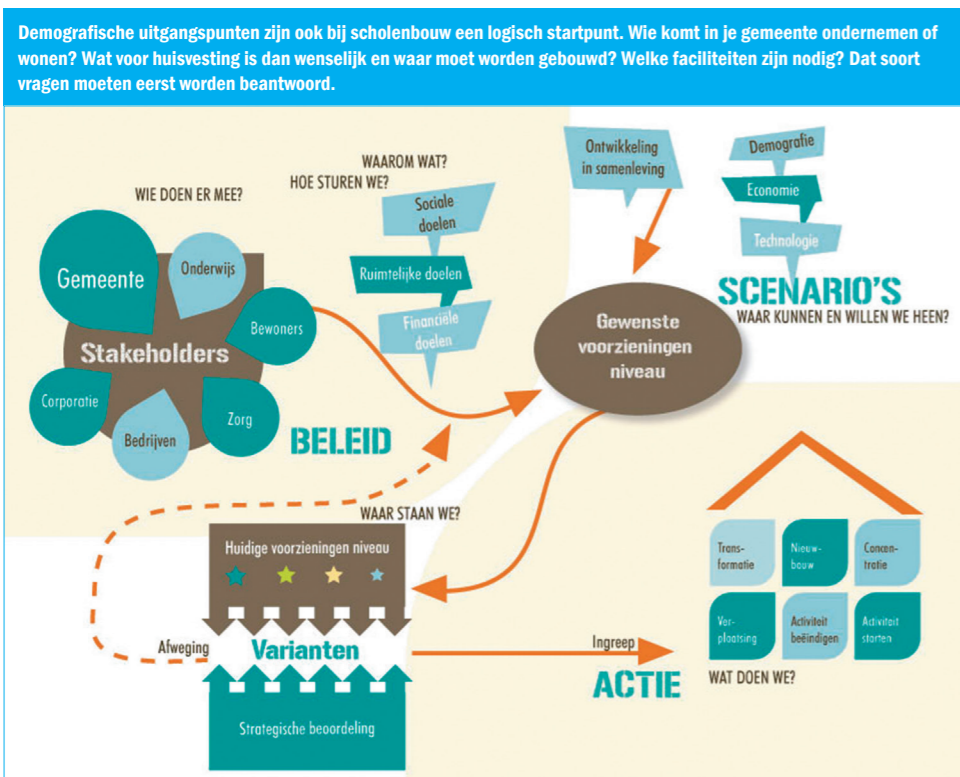 Demografische uitgangspunten zijn ook bij scholenbouw een logisch startpunt. Wie komt in je gemeente ondernemen of
wonen? Wat voor huisvesting is dan wenselijk en waar moet worden gebouwd? Welke faciliteiten zijn nodig? Dat soort
vragen moeten eerst worden beantwoord.
WIE DOEN ER MEE?
Gemeente
Onderwijs
Bewoners
Stakeholders
Corporatie
Bedrijven
Zorg
BELEID
WAAROM WAT?
HOE STUREN WE?
Sociale
doelen
Ruimtelijke doelen
Financiële
doelen
Ontwikkeling
in samenleving
Demografie
Economie
Technologie
SCENARIO'S
WAAR KUNNEN EN WILLEN WE HEEN?
Gewenste
voorzieningen
niveau
WAAR STAAN WE?
Huidige voorzieningen niveau
Afweging
Varianten
Strategische beoordeling
Ingreep
ACTIE
Trans-
formatie
Nieuw-
bouw
Concen-
tratie
Ver-
plaatsing
Activiteit
beëindigen
Activiteit
starten
WAT DOEN WE?